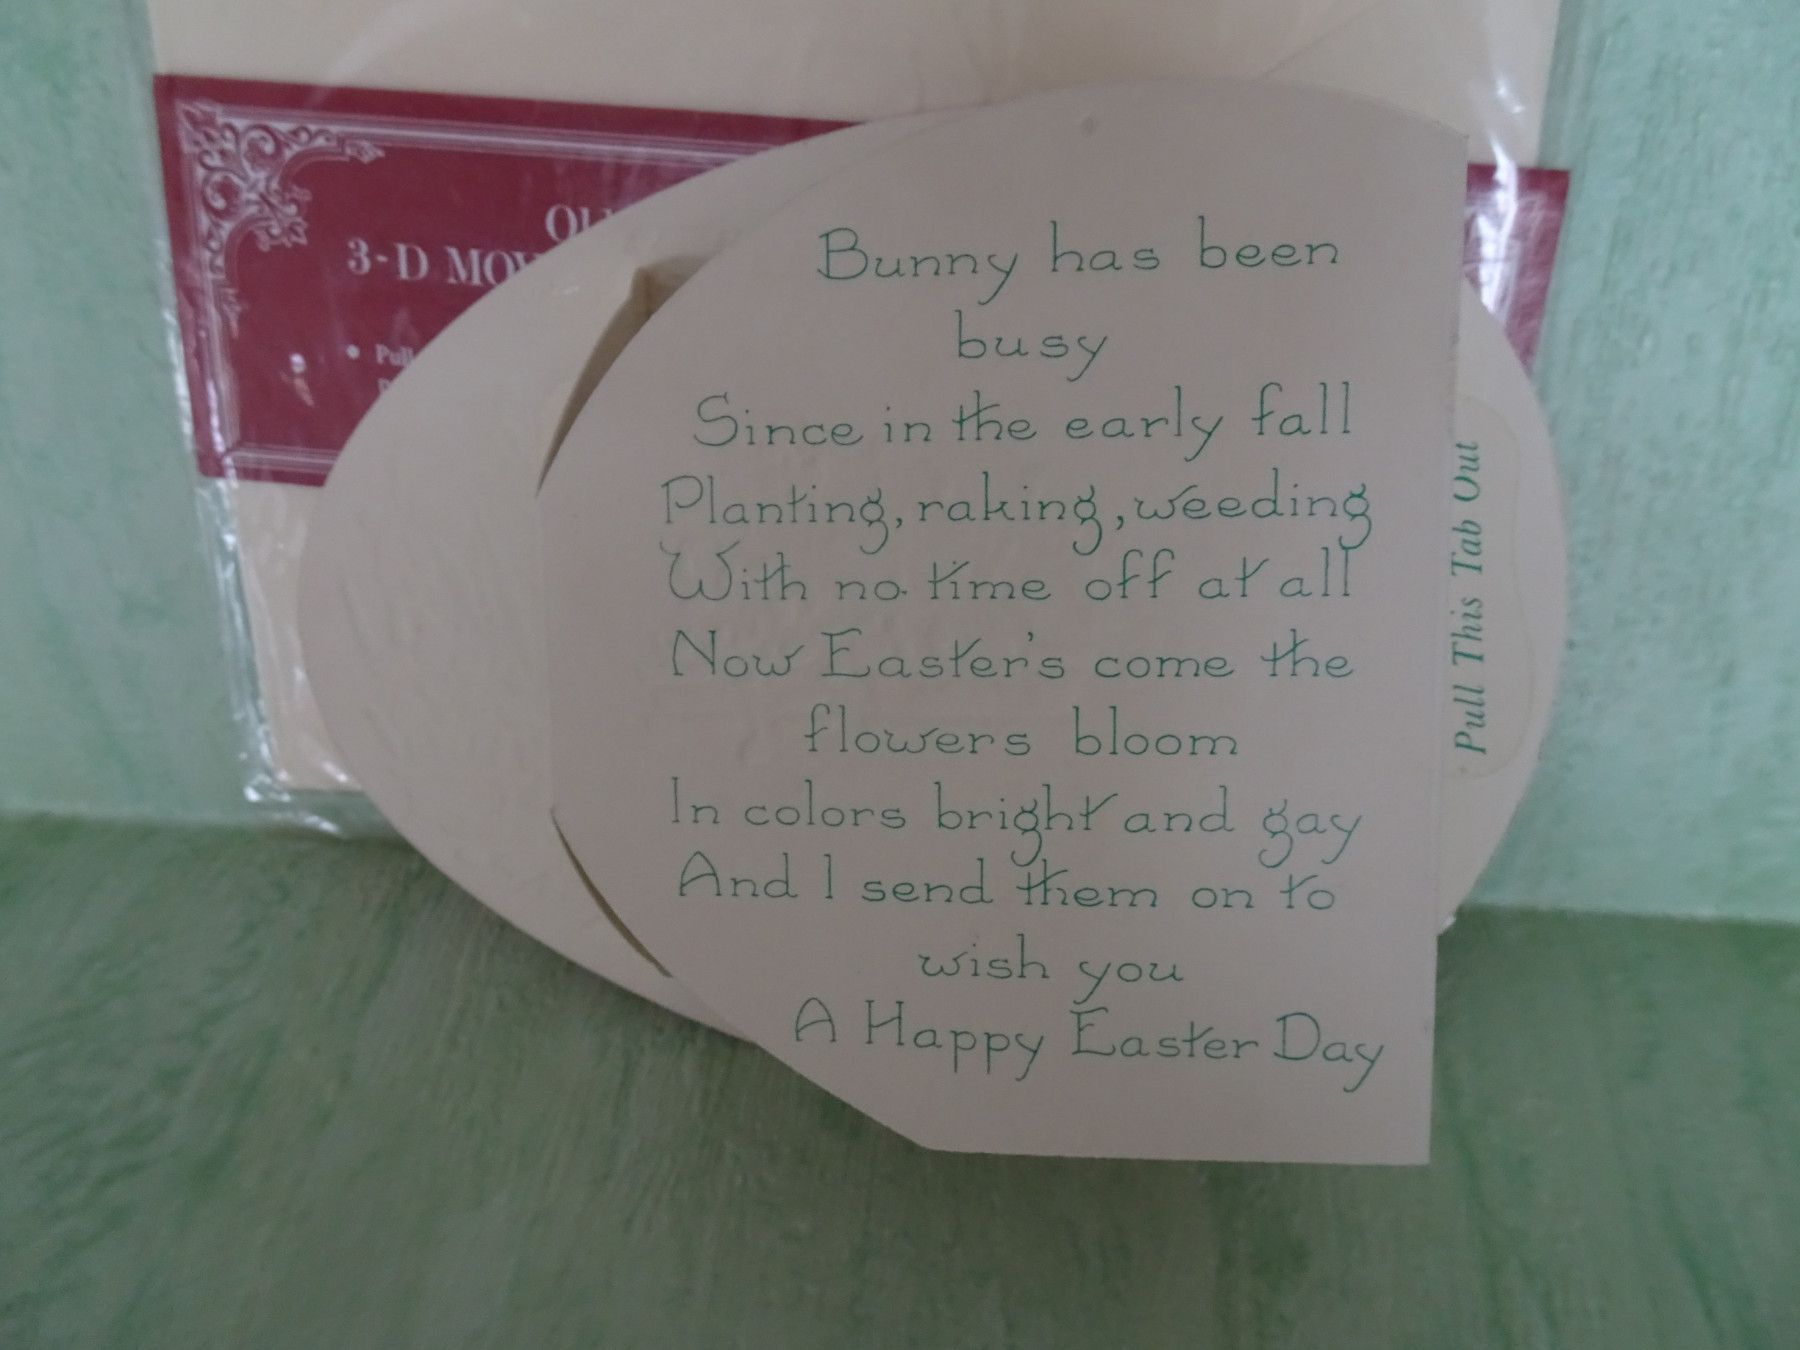 3-D
Bunny has been
busy
Since in the early fall
Planting, raking, weeding
With no time off at all
Now Easter's come the
flowers bloom
In colors bright and gay
And I send them on to
wish you
A Happy Easter Day
Pull This Tab Out